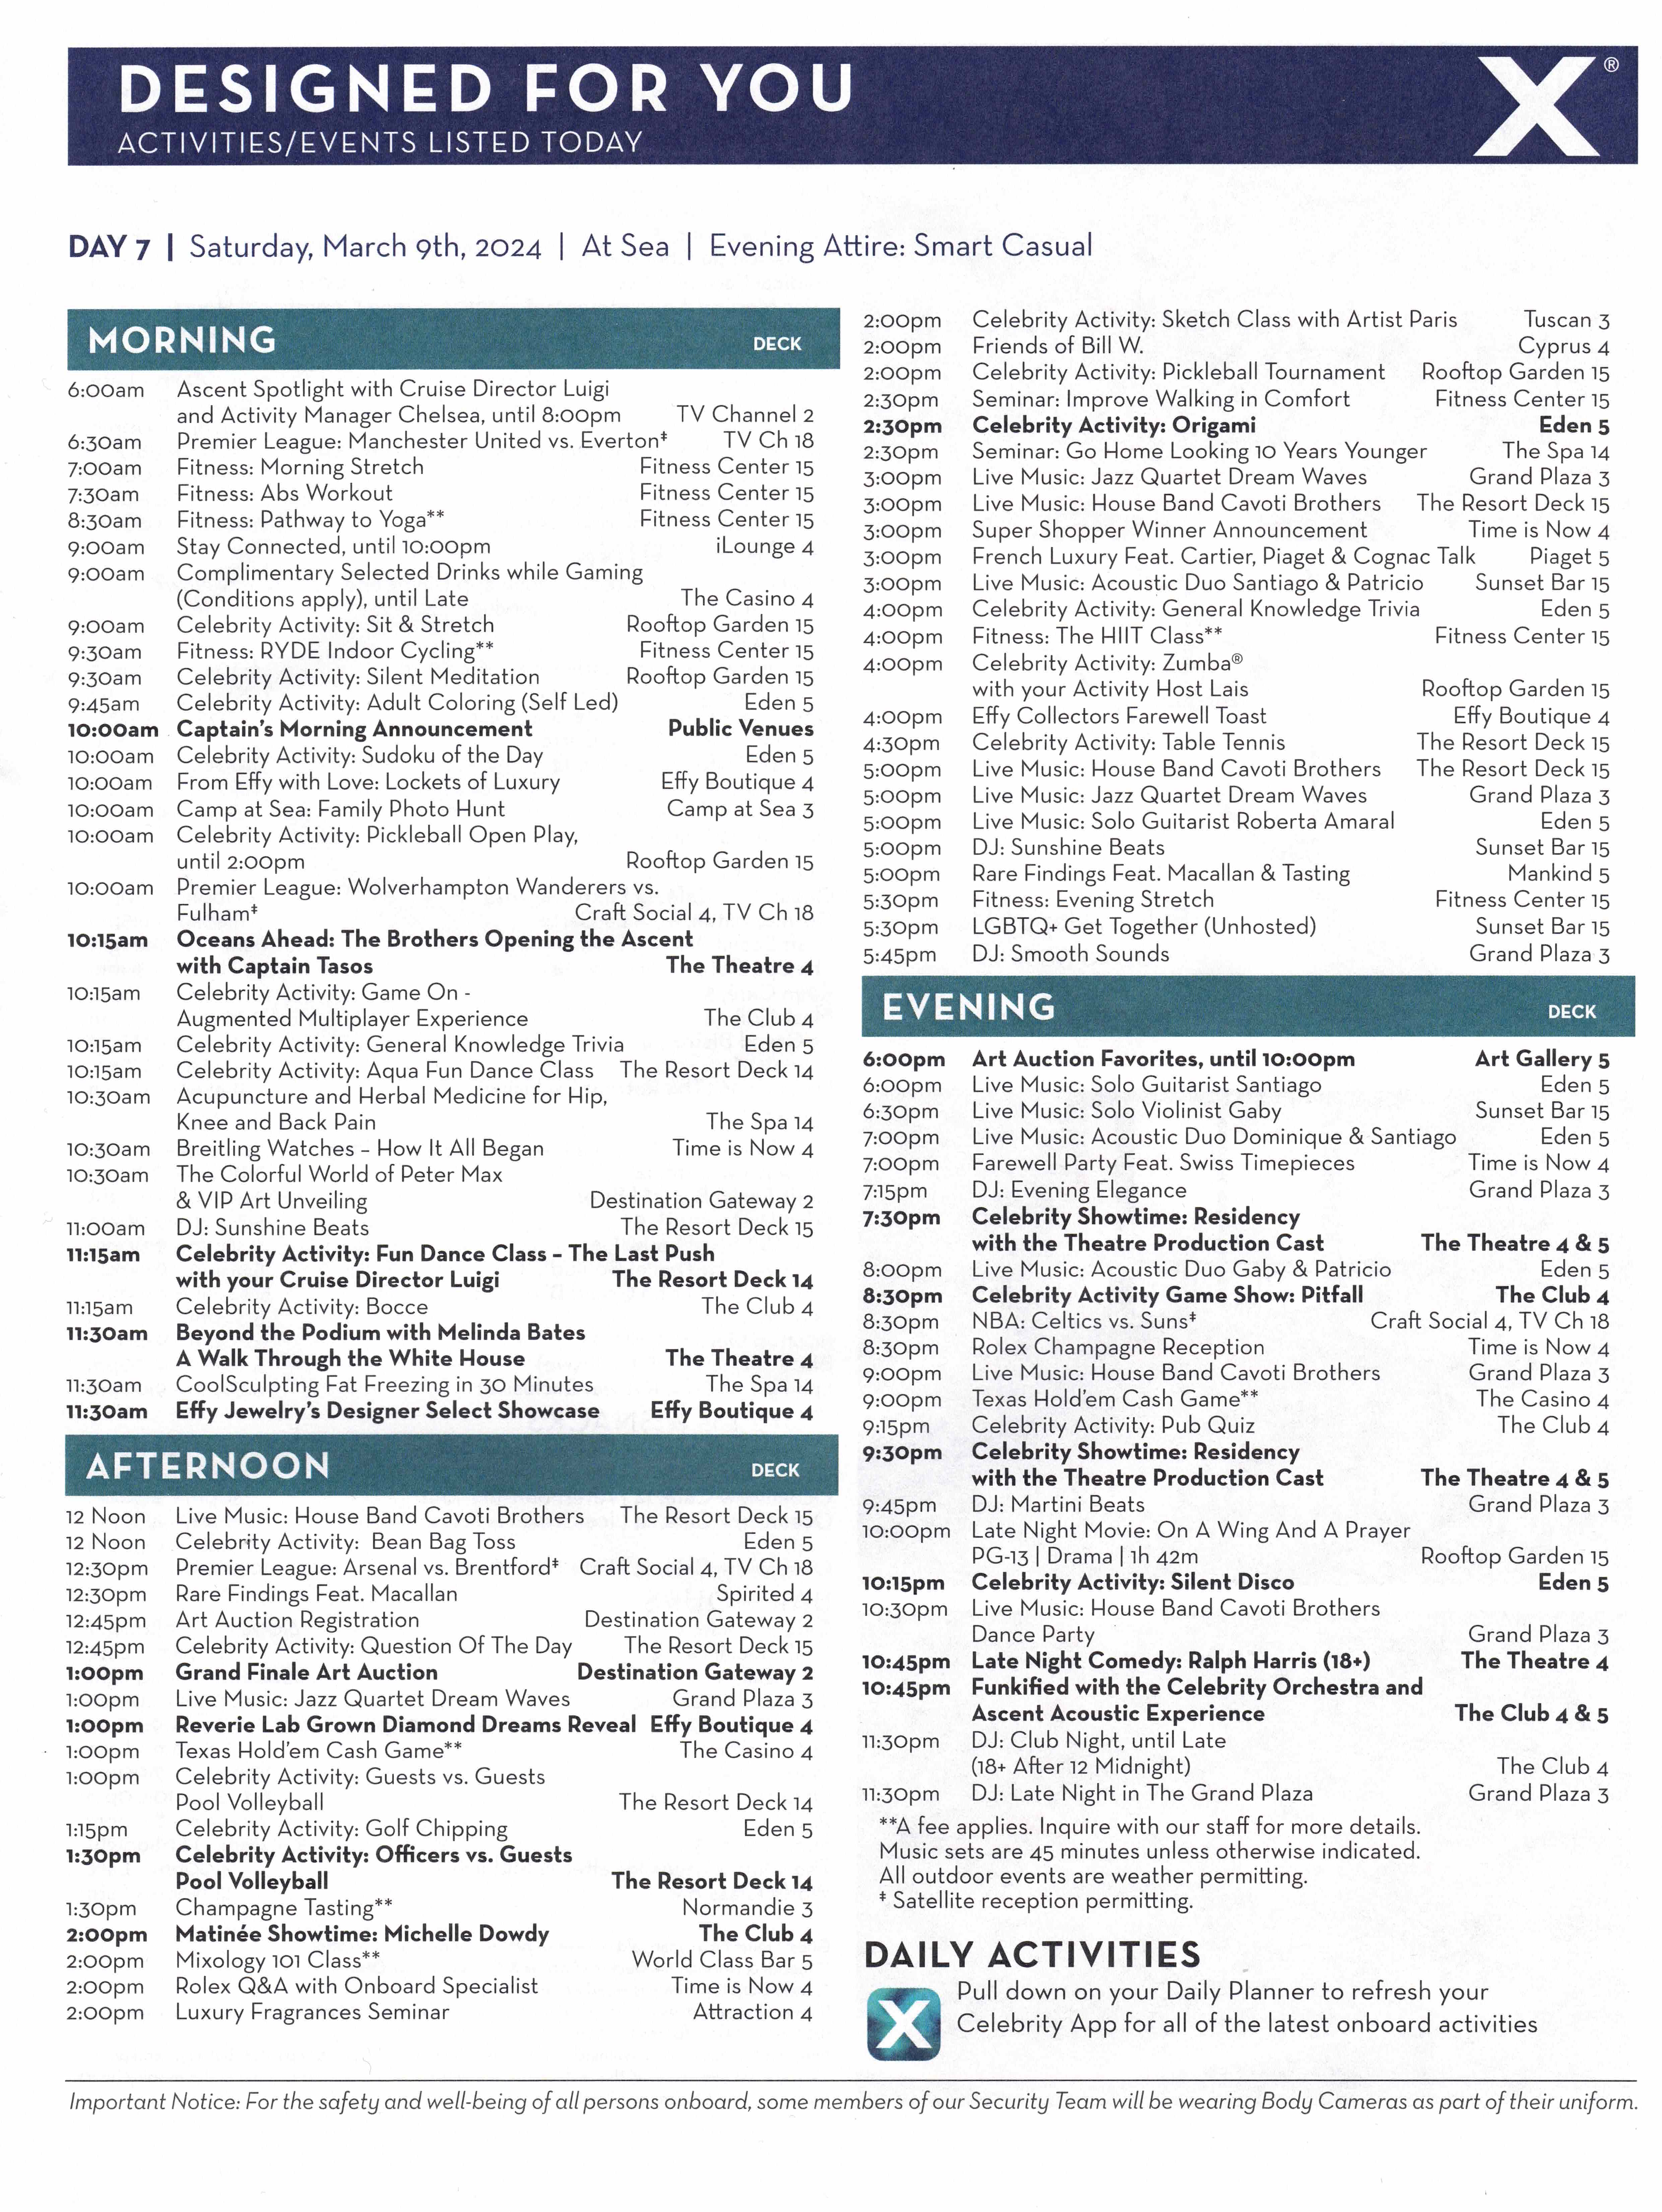 DESIGNED FOR YOU
ACTIVITIES/EVENTS LISTED TODAY
X®
DAY 7 | Saturday, March 9th, 2024 | At Sea | Evening Attire: Smart Casual
MORNING DECK
6:00am Ascent Spotlight with Cruise Director Luigi
and Activity Manager Chelsea, until 8:00pm TV Channel 2
6:30am Premier League: Manchester United vs. Everton‡ TV Ch 18
7:00am Fitness: Morning Stretch Fitness Center 15
7:30am Fitness: Abs Workout Fitness Center 15
8:30am Fitness: Pathway to Yoga** Fitness Center 15
9:00am Stay Connected, until 10:00pm iLounge 4
9:00am Complimentary Selected Drinks while Gaming
(Conditions apply), until Late The Casino 4
9:00am Celebrity Activity: Sit & Stretch Rooftop Garden 15
9:30am Fitness: RYDE Indoor Cycling** Fitness Center 15
9:30am Celebrity Activity: Silent Meditation Rooftop Garden 15
9:45am Celebrity Activity: Adult Coloring (Self Led) Eden 5
10:00am Captain's Morning Announcement Public Venues
10:00am Celebrity Activity: Sudoku of the Day Eden 5
10:00am From Effy with Love: Lockets of Luxury Effy Boutique 4
10:00am Camp at Sea: Family Photo Hunt Camp at Sea 3
10:00am Celebrity Activity: Pickleball Open Play,
until 2:00pm Rooftop Garden 15
10:00am Premier League: Wolverhampton Wanderers vs.
Fulham‡ Craft Social 4, TV Ch 18
10:15am Oceans Ahead: The Brothers Opening the Ascent
with Captain Tasos The Theatre 4
10:15am Celebrity Activity: Game On -
Augmented Multiplayer Experience The Club 4
10:15am Celebrity Activity: General Knowledge Trivia Eden 5
10:15am Celebrity Activity: Aqua Fun Dance Class The Resort Deck 14
10:30am Acupuncture and Herbal Medicine for Hip,
Knee and Back Pain The Spa 14
10:30am Breitling Watches – How It All Began Time is Now 4
10:30am The Colorful World of Peter Max
& VIP Art Unveiling Destination Gateway 2
11:00am DJ: Sunshine Beats The Resort Deck 15
11:15am Celebrity Activity: Fun Dance Class – The Last Push
with your Cruise Director Luigi The Resort Deck 14
11:15am Celebrity Activity: Bocce The Club 4
11:30am Beyond the Podium with Melinda Bates
A Walk Through the White House The Theatre 4
11:30am CoolSculpting Fat Freezing in 30 Minutes The Spa 14
11:30am Effy Jewelry's Designer Select Showcase Effy Boutique 4
AFTERNOON DECK
12 Noon Live Music: House Band Cavoti Brothers The Resort Deck 15
12 Noon Celebrity Activity: Bean Bag Toss Eden 5
12:30pm Premier League: Arsenal vs. Brentford‡ Craft Social 4, TV Ch 18
12:30pm Rare Findings Feat. Macallan Spirited 4
12:45pm Art Auction Registration Destination Gateway 2
12:45pm Celebrity Activity: Question Of The Day The Resort Deck 15
1:00pm Grand Finale Art Auction Destination Gateway 2
1:00pm Live Music: Jazz Quartet Dream Waves Grand Plaza 3
1:00pm Reverie Lab Grown Diamond Dreams Reveal Effy Boutique 4
1:00pm Texas Hold'em Cash Game** The Casino 4
1:00pm Celebrity Activity: Guests vs. Guests
Pool Volleyball The Resort Deck 14
1:15pm Celebrity Activity: Golf Chipping Eden 5
1:30pm Celebrity Activity: Officers vs. Guests
Pool Volleyball The Resort Deck 14
1:30pm Champagne Tasting** Normandie 3
2:00pm Matinée Showtime: Michelle Dowdy The Club 4
2:00pm Mixology 101 Class** World Class Bar 5
2:00pm Rolex Q&A with Onboard Specialist Time is Now 4
2:00pm Luxury Fragrances Seminar Attraction 4
2:00pm Celebrity Activity: Sketch Class with Artist Paris Tuscan 3
2:00pm Friends of Bill W. Cyprus 4
2:00pm Celebrity Activity: Pickleball Tournament Rooftop Garden 15
2:30pm Seminar: Improve Walking in Comfort Fitness Center 15
2:30pm Celebrity Activity: Origami Eden 5
2:30pm Seminar: Go Home Looking 10 Years Younger The Spa 14
3:00pm Live Music: Jazz Quartet Dream Waves Grand Plaza 3
3:00pm Live Music: House Band Cavoti Brothers The Resort Deck 15
3:00pm Super Shopper Winner Announcement Time is Now 4
3:00pm French Luxury Feat. Cartier, Piaget & Cognac Talk Piaget 5
3:00pm Live Music: Acoustic Duo Santiago & Patricio Sunset Bar 15
4:00pm Celebrity Activity: General Knowledge Trivia Eden 5
4:00pm Fitness: The HIIT Class** Fitness Center 15
4:00pm Celebrity Activity: Zumba®
with your Activity Host Lais Rooftop Garden 15
4:00pm Effy Collectors Farewell Toast Effy Boutique 4
4:30pm Celebrity Activity: Table Tennis The Resort Deck 15
5:00pm Live Music: House Band Cavoti Brothers The Resort Deck 15
5:00pm Live Music: Jazz Quartet Dream Waves Grand Plaza 3
5:00pm Live Music: Solo Guitarist Roberta Amaral Eden 5
5:00pm DJ: Sunshine Beats Sunset Bar 15
5:00pm Rare Findings Feat. Macallan & Tasting Mankind 5
5:30pm Fitness: Evening Stretch Fitness Center 15
5:30pm LGBTQ+ Get Together (Unhosted) Sunset Bar 15
5:45pm DJ: Smooth Sounds Grand Plaza 3
EVENING DECK
6:00pm Art Auction Favorites, until 10:00pm Art Gallery 5
6:00pm Live Music: Solo Guitarist Santiago Eden 5
6:30pm Live Music: Solo Violinist Gaby Sunset Bar 15
7:00pm Live Music: Acoustic Duo Dominique & Santiago Eden 5
7:00pm Farewell Party Feat. Swiss Timepieces Time is Now 4
7:15pm DJ: Evening Elegance Grand Plaza 3
7:30pm Celebrity Showtime: Residency
with the Theatre Production Cast The Theatre 4 & 5
8:00pm Live Music: Acoustic Duo Gaby & Patricio Eden 5
8:30pm Celebrity Activity Game Show: Pitfall The Club 4
8:30pm NBA: Celtics vs. Suns‡ Craft Social 4, TV Ch 18
8:30pm Rolex Champagne Reception Time is Now 4
9:00pm Live Music: House Band Cavoti Brothers Grand Plaza 3
9:00pm Texas Hold'em Cash Game** The Casino 4
9:15pm Celebrity Activity: Pub Quiz The Club 4
9:30pm Celebrity Showtime: Residency
with the Theatre Production Cast The Theatre 4 & 5
9:45pm DJ: Martini Beats Grand Plaza 3
10:00pm Late Night Movie: On A Wing And A Prayer
PG-13 | Drama | 1h 42m Rooftop Garden 15
10:15pm Celebrity Activity: Silent Disco Eden 5
10:30pm Live Music: House Band Cavoti Brothers
Dance Party Grand Plaza 3
10:45pm Late Night Comedy: Ralph Harris (18+) The Theatre 4
10:45pm Funkified with the Celebrity Orchestra and
Ascent Acoustic Experience The Club 4 & 5
11:30pm DJ: Club Night, until Late
(18+ After 12 Midnight) The Club 4
11:30pm DJ: Late Night in The Grand Plaza Grand Plaza 3
**A fee applies. Inquire with our staff for more details.
Music sets are 45 minutes unless otherwise indicated.
All outdoor events are weather permitting.
‡ Satellite reception permitting.
DAILY ACTIVITIES
X
Pull down on your Daily Planner to refresh your
Celebrity App for all of the latest onboard activities
Important Notice: For the safety and well-being of all persons onboard, some members of our Security Team will be wearing Body Cameras as part of their uniform.